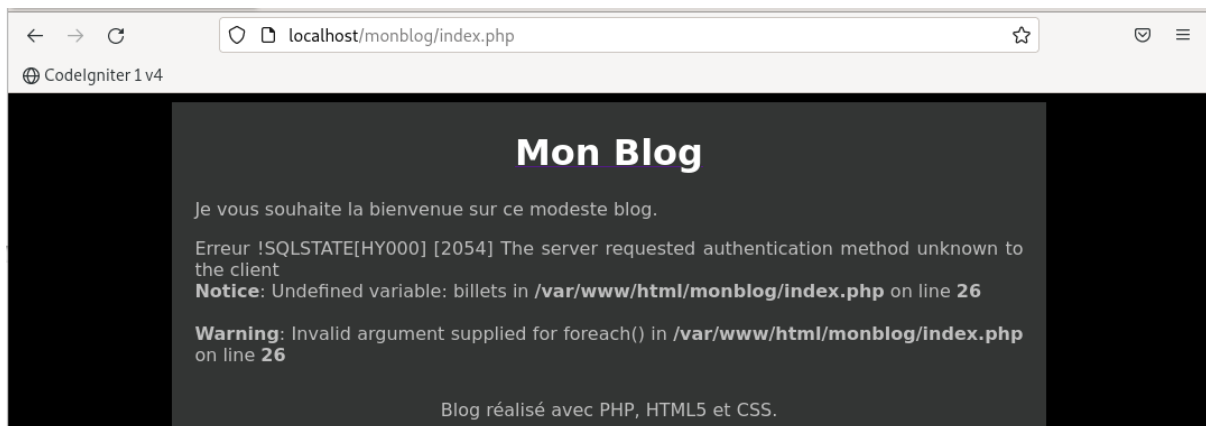 localhost/monblog/index.php
CodeIgniter 1 v4
Mon Blog
Je vous souhaite la bienvenue sur ce modeste blog.
Erreur !SQLSTATE[HY000] [2054] The server requested authentication method unknown to
the client
Notice: Undefined variable: billets in /var/www/html/monblog/index.php on line 26
Warning: Invalid argument supplied for foreach() in /var/www/html/monblog/index.php
on line 26
Blog réalisé avec PHP, HTML5 et CSS.